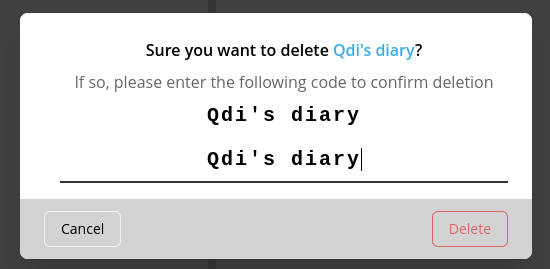 Sure you want to delete Qdi's diary?
If so, please enter the following code to confirm deletion
Qdi's diary
Qdi's diary
Cancel
Delete